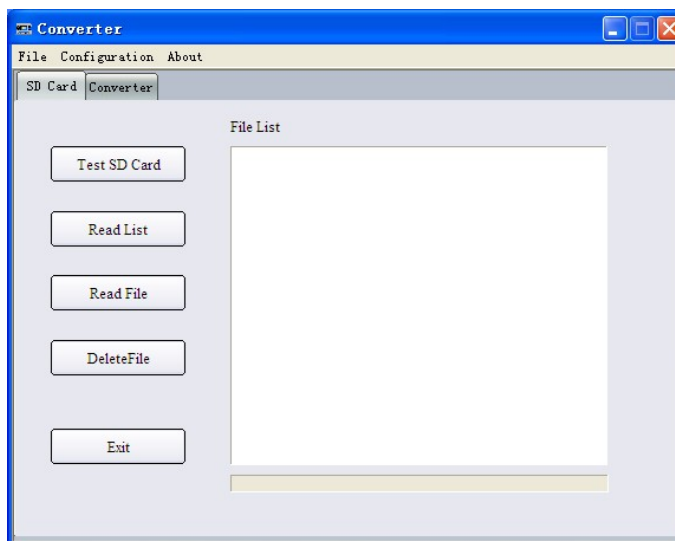 Converter
File Configuration About
SD Card Converter
File List
Test SD Card
Read List
Read File
DeleteFile
Exit